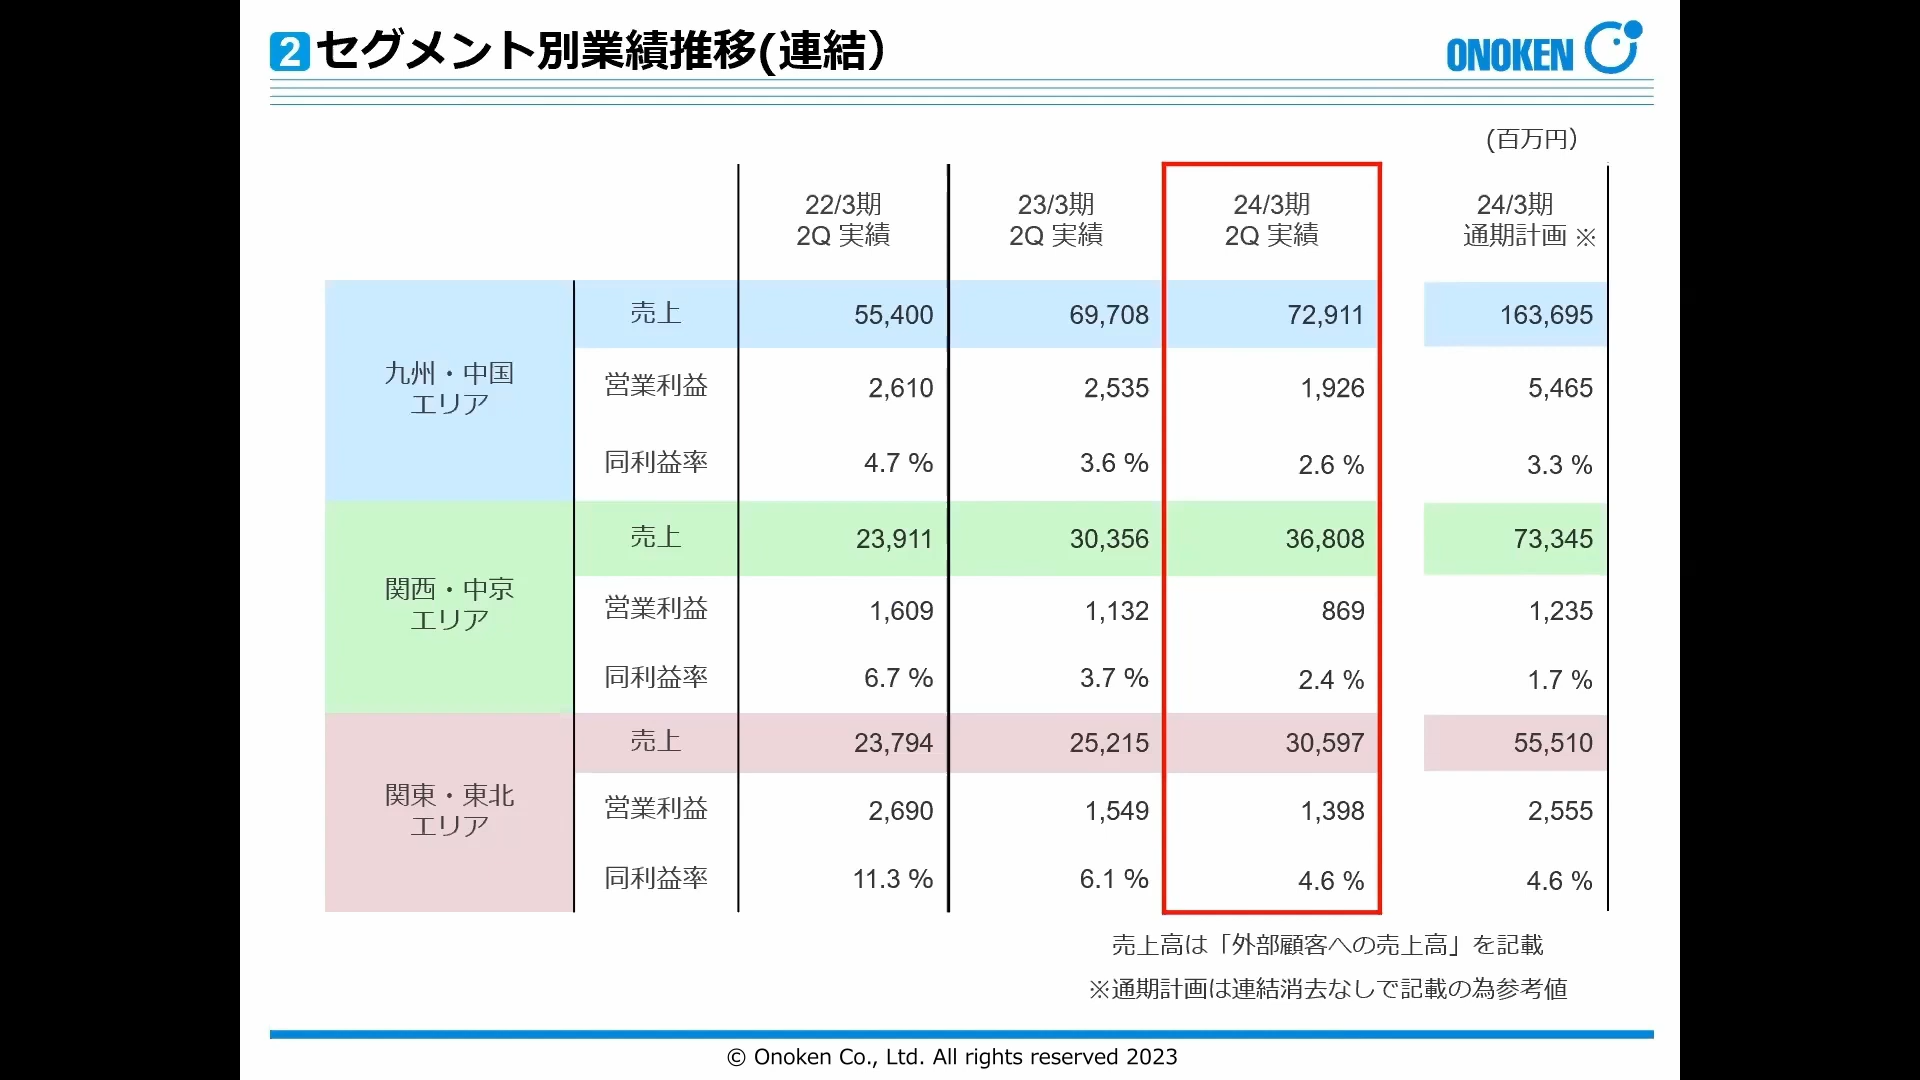 2 セグメント別業績推移(連結)
ONOKEN
(百万円)
22/3期 23/3期 24/3期 24/3期
2Q 実績 2Q 実績 2Q 実績 通期計画 ※
九州・中国
エリア
売上 55,400 69,708 72,911 163,695
営業利益 2,610 2,535 1,926 5,465
同利益率 4.7 % 3.6 % 2.6 % 3.3 %
関西・中京
エリア
売上 23,911 30,356 36,808 73,345
営業利益 1,609 1,132 869 1,235
同利益率 6.7 % 3.7 % 2.4 % 1.7 %
関東・東北
エリア
売上 23,794 25,215 30,597 55,510
営業利益 2,690 1,549 1,398 2,555
同利益率 11.3 % 6.1 % 4.6 % 4.6 %
売上高は「外部顧客への売上高」を記載
※通期計画は連結消去なしで記載の為参考値
© Onoken Co., Ltd. All rights reserved 2023